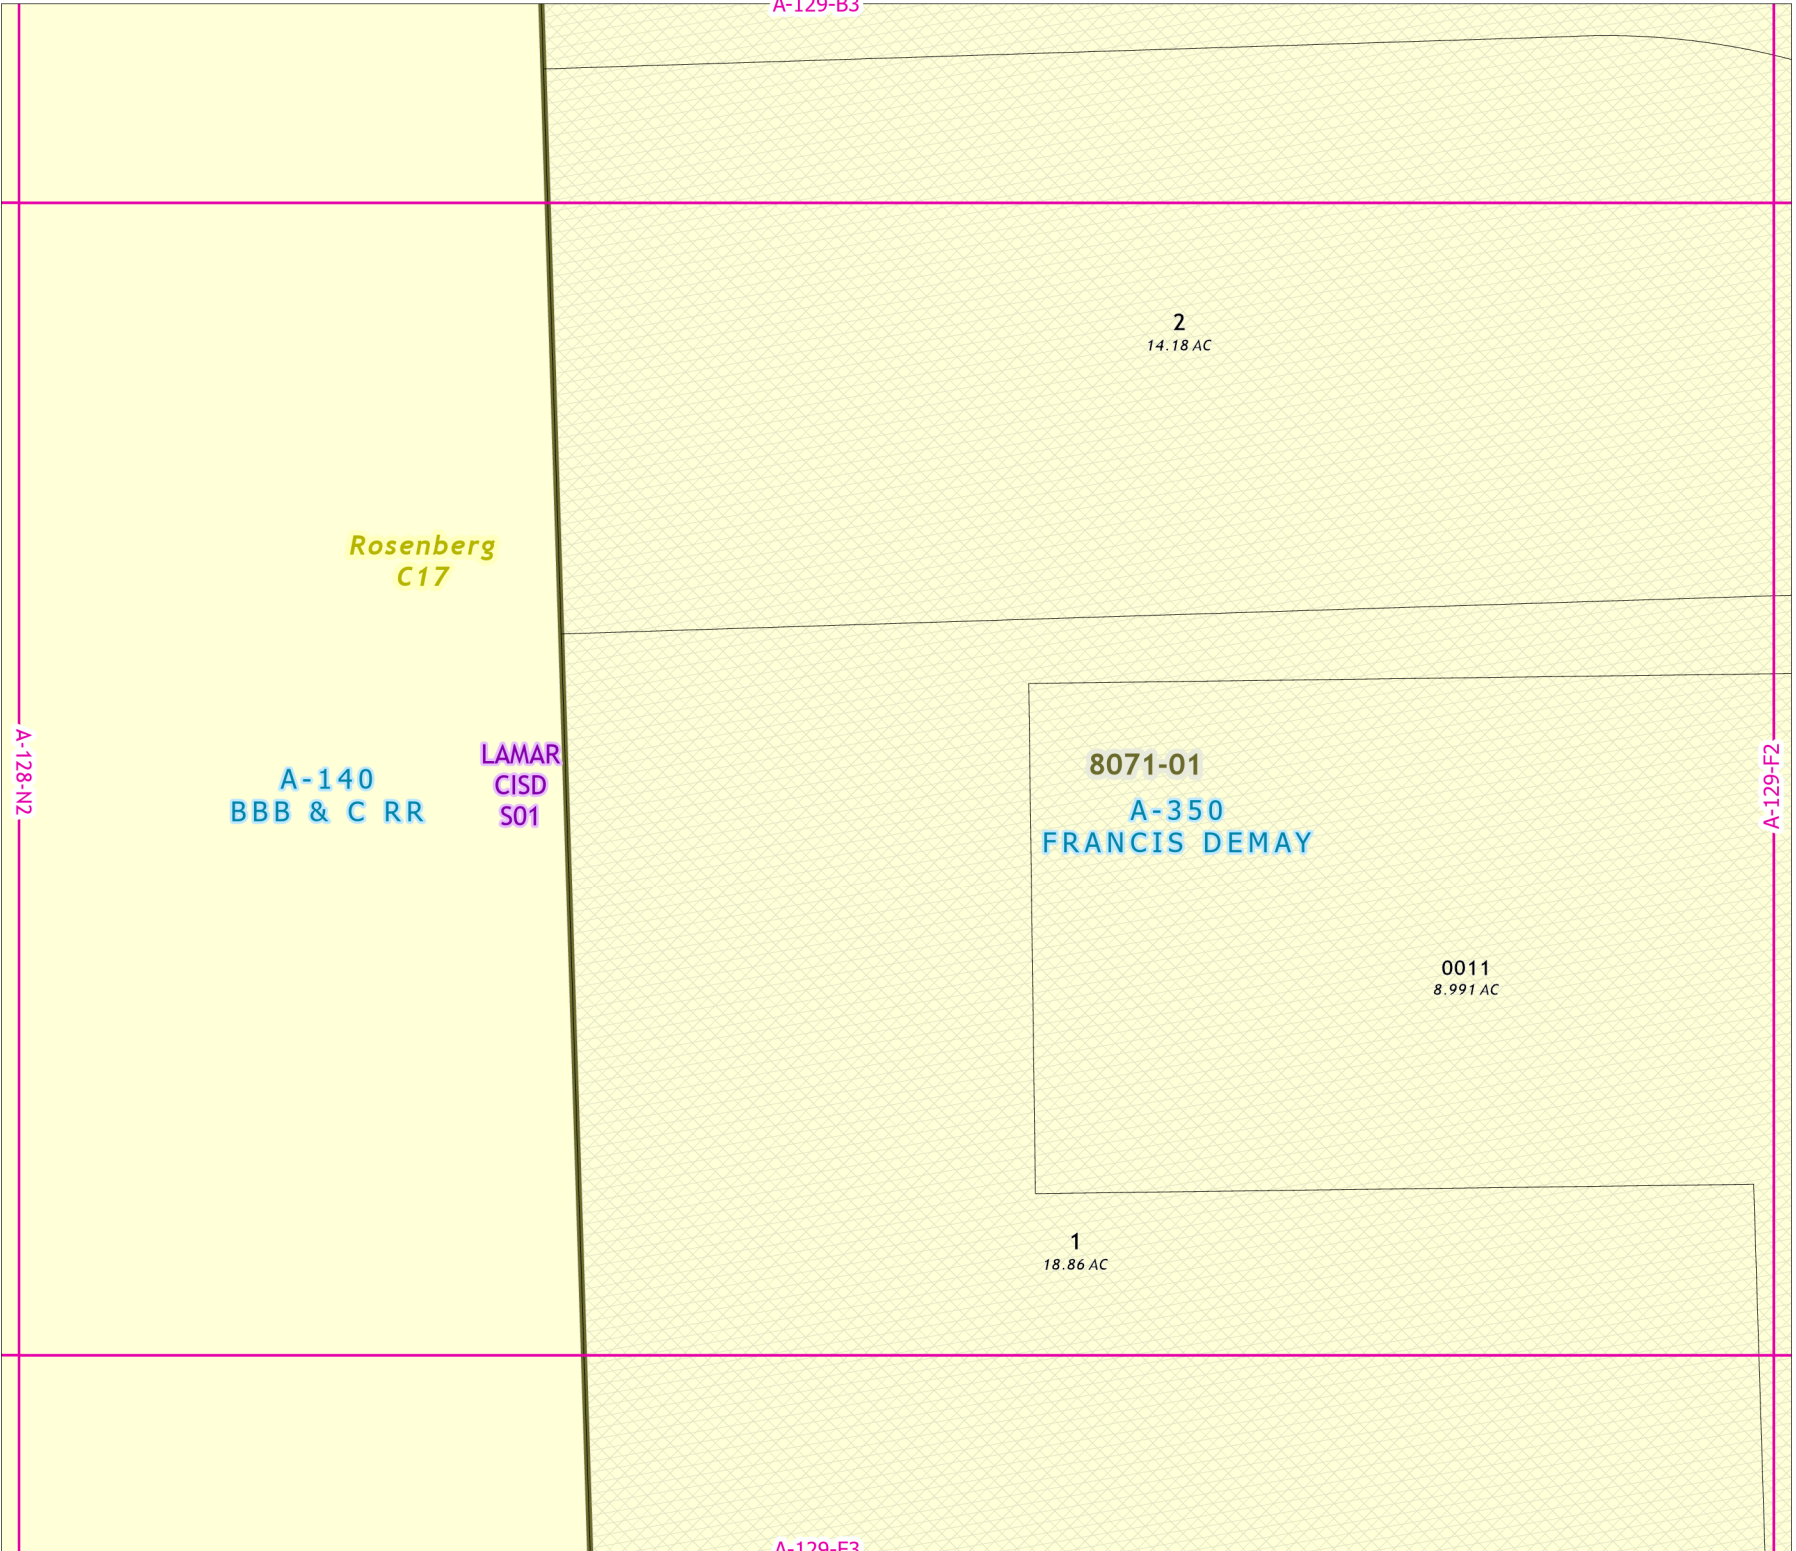 A-129-B3
2
14.18 AC
Rosenberg
C17
A-128-N2
A-140
BBB & C RR
LAMAR
CISD
S01
8071-01
A-350
FRANCIS DEMAY
A-129-F2
0011
8.991 AC
1
18.86 AC
A-129-F3